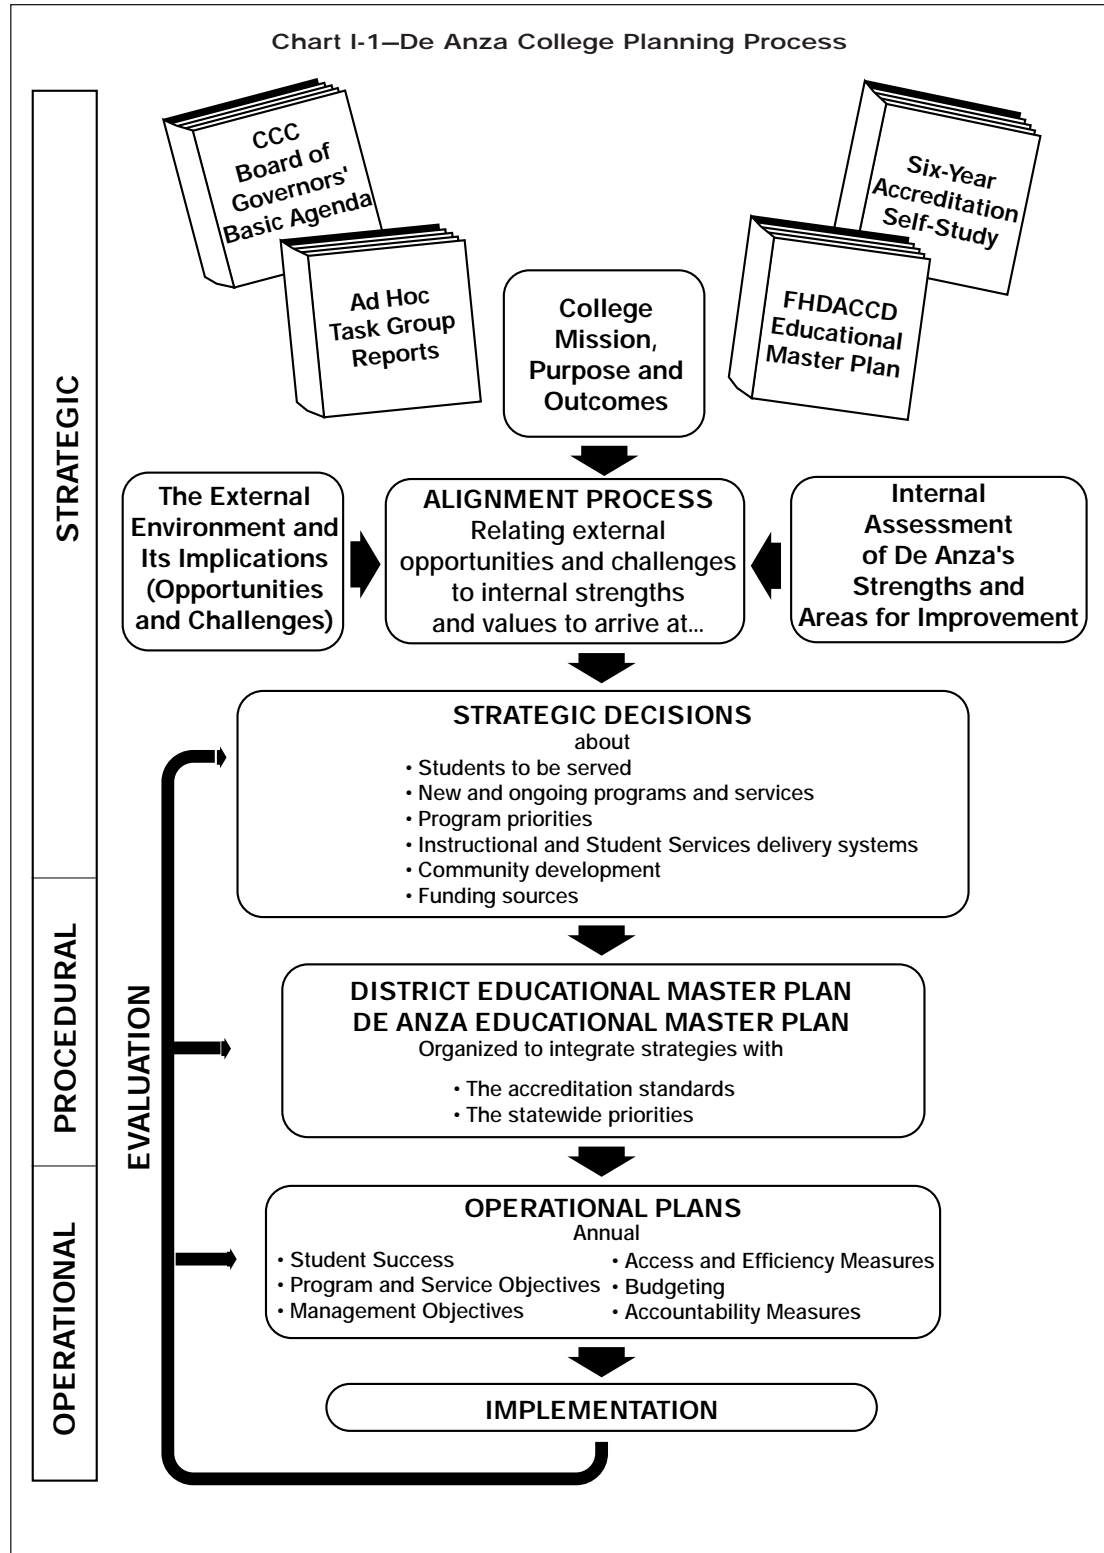 Chart I-1—De Anza College Planning Process
CCC
Board of
Governors'
Basic Agenda
Ad Hoc
Task Group
Reports
College
Mission,
Purpose and
Outcomes
Six-Year
Accreditation
Self-Study
FHDACCD
Educational
Master Plan
STRATEGIC
The External
Environment and
Its Implications
(Opportunities
and Challenges)
ALIGNMENT PROCESS
Relating external
opportunities and challenges
to internal strengths
and values to arrive at...
Internal
Assessment
of De Anza's
Strengths and
Areas for Improvement
STRATEGIC DECISIONS
about
• Students to be served
• New and ongoing programs and services
• Program priorities
• Instructional and Student Services delivery systems
• Community development
• Funding sources
PROCEDURAL
EVALUATION
DISTRICT EDUCATIONAL MASTER PLAN
DE ANZA EDUCATIONAL MASTER PLAN
Organized to integrate strategies with
• The accreditation standards
• The statewide priorities
OPERATIONAL
OPERATIONAL PLANS
Annual
• Student Success
• Program and Service Objectives
• Management Objectives
• Access and Efficiency Measures
• Budgeting
• Accountability Measures
IMPLEMENTATION